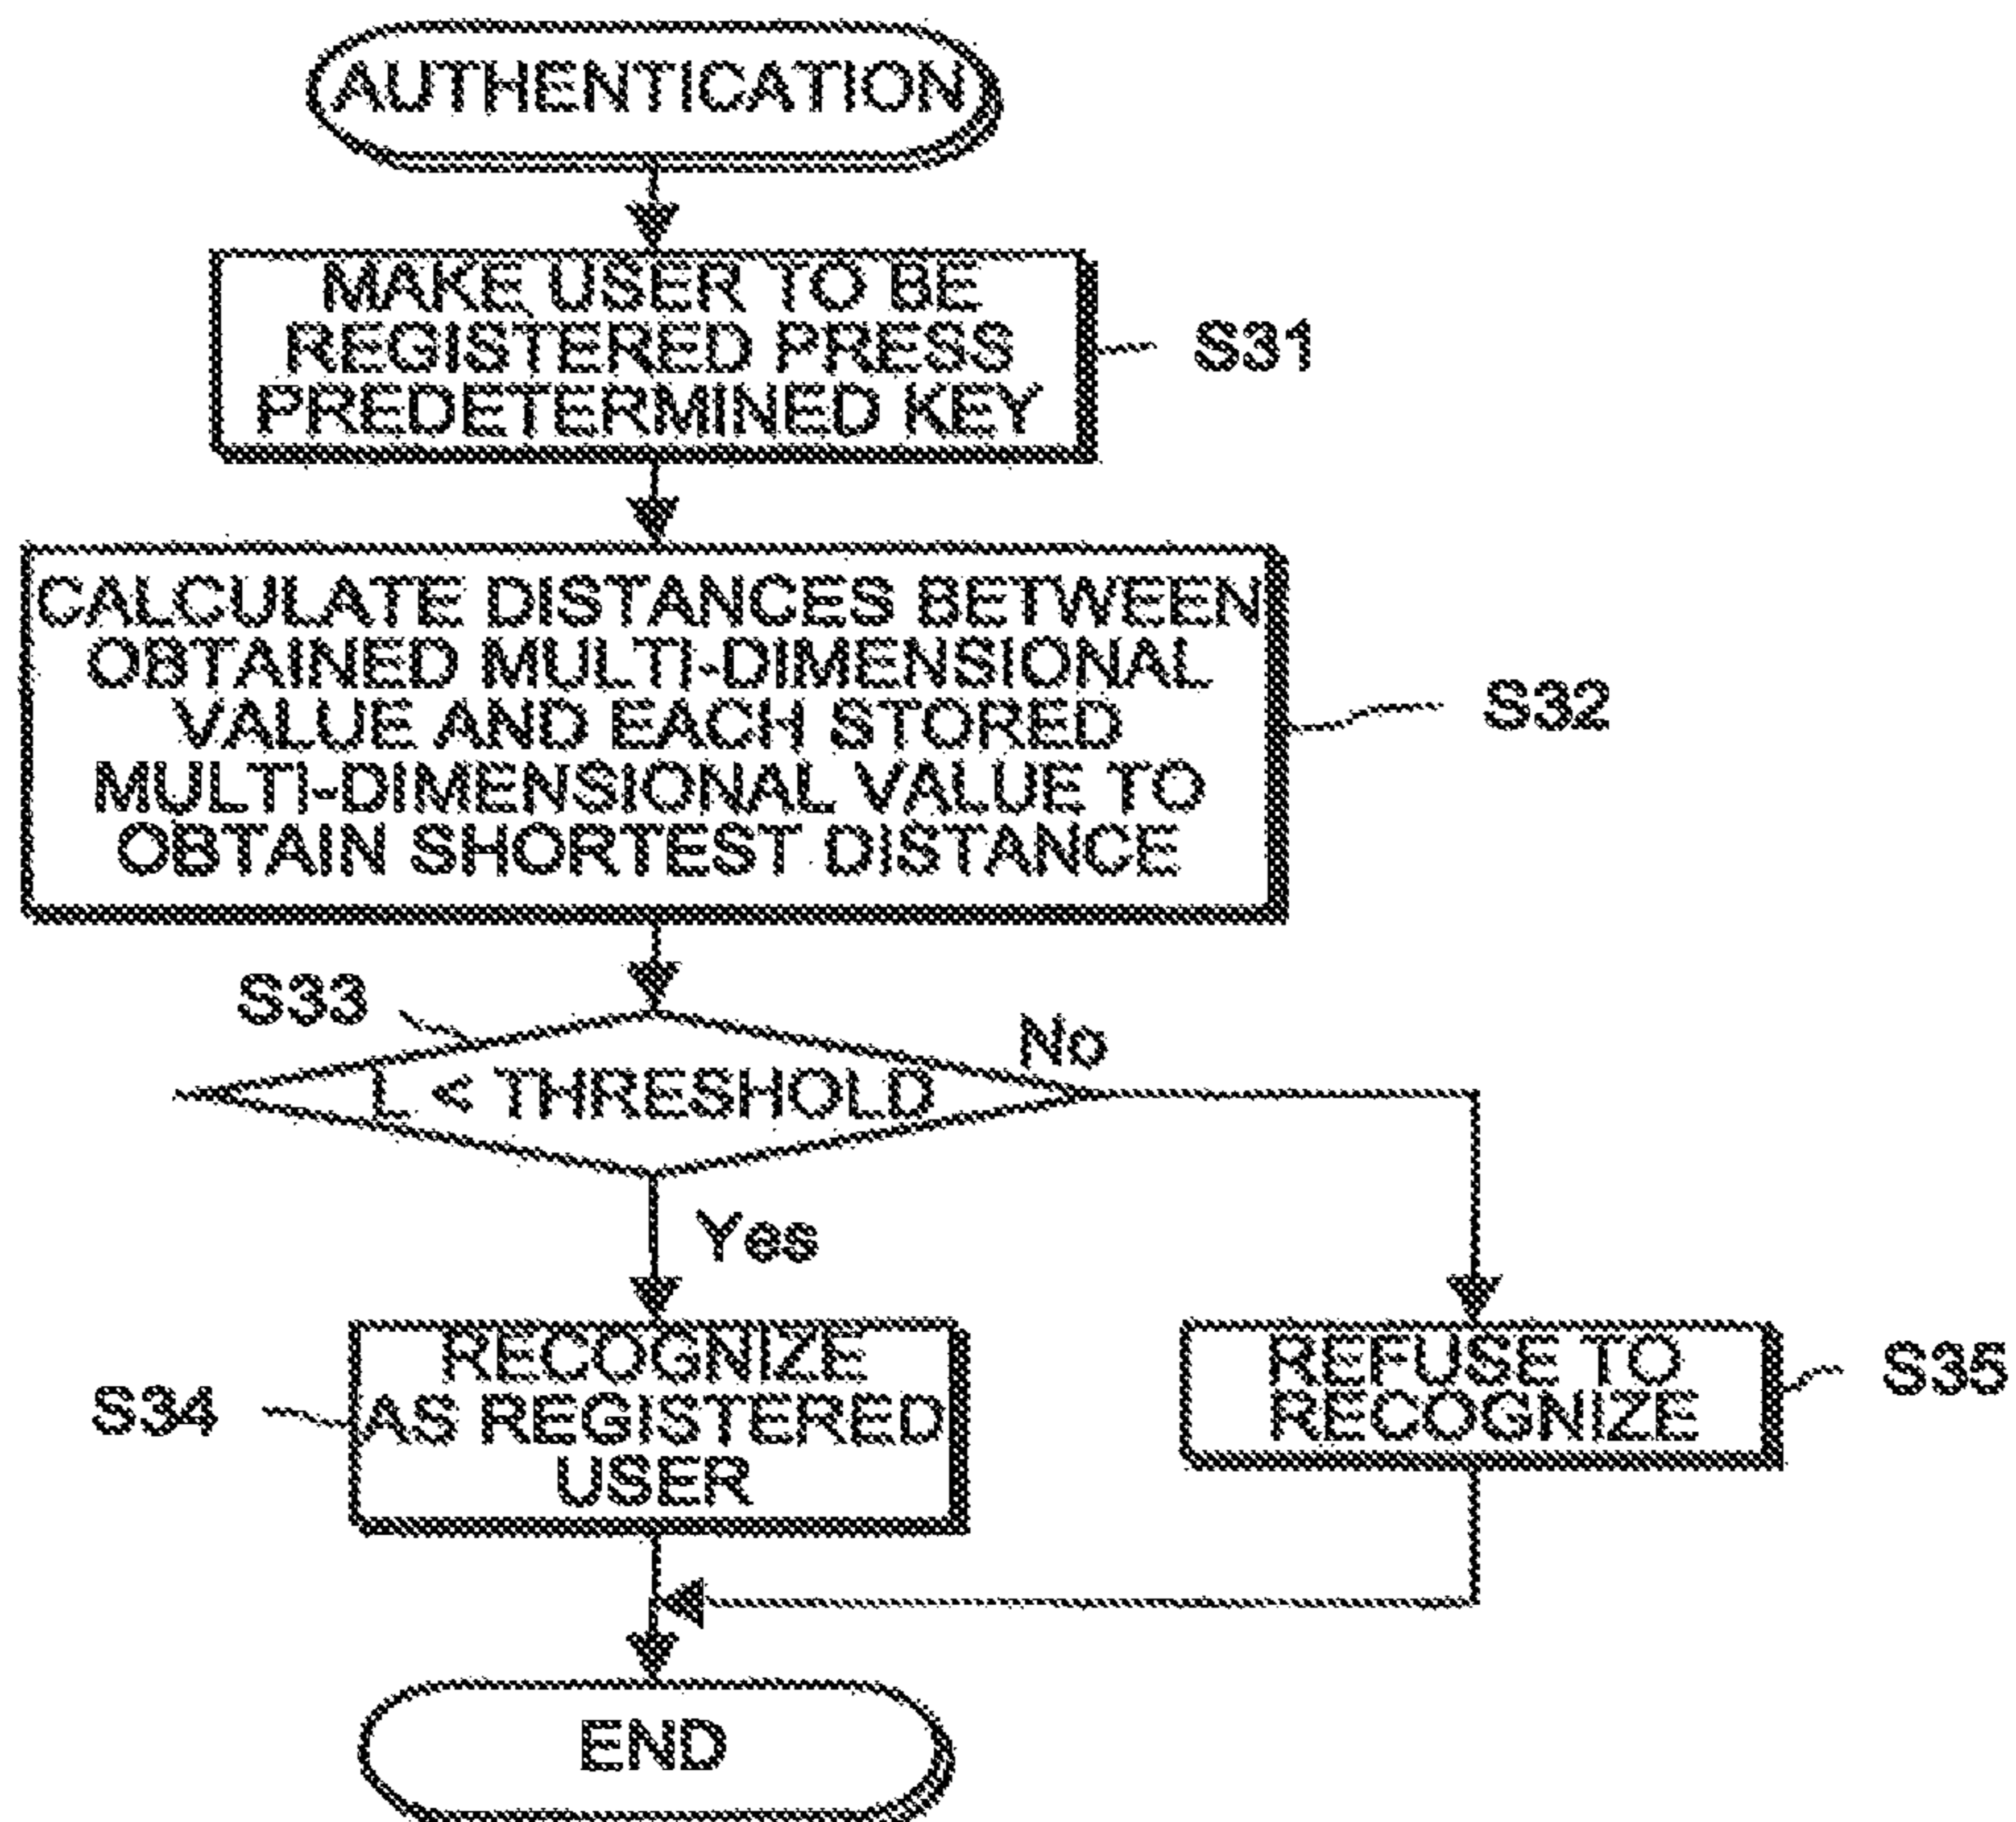 AUTHENTICATION
MAKE USER TO BE
REGISTERED PRESS
PREDETERMINED KEY
S31
CALCULATE DISTANCES BETWEEN
OBTAINED MULTI-DIMENSIONAL
VALUE AND EACH STORED
MULTI-DIMENSIONAL VALUE TO
OBTAIN SHORTEST DISTANCE
S32
S33
L < THRESHOLD
No
Yes
RECOGNIZE
AS REGISTERED
USER
S34
REFUSE TO
RECOGNIZE
S35
END